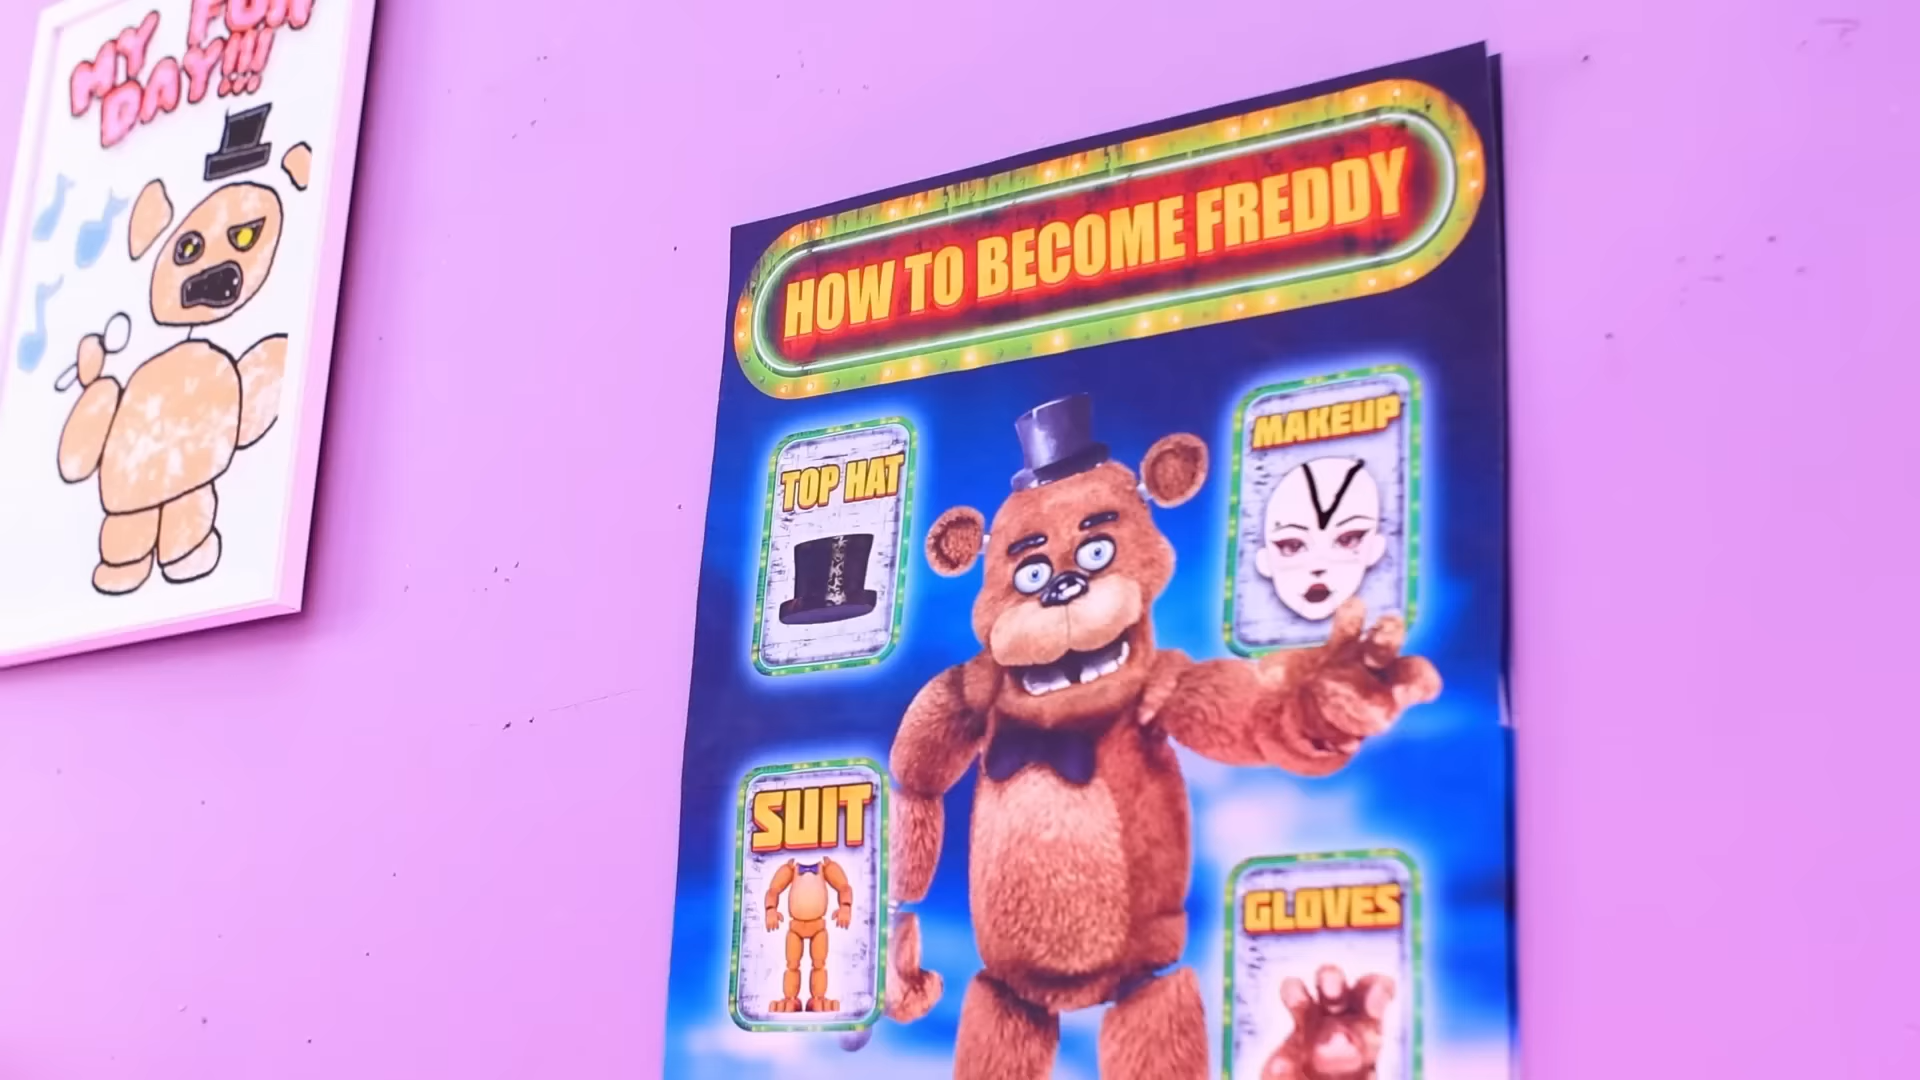 MY FUN
DAY!!!
HOW TO BECOME FREDDY
TOP HAT
MAKEUP
SUIT
GLOVES